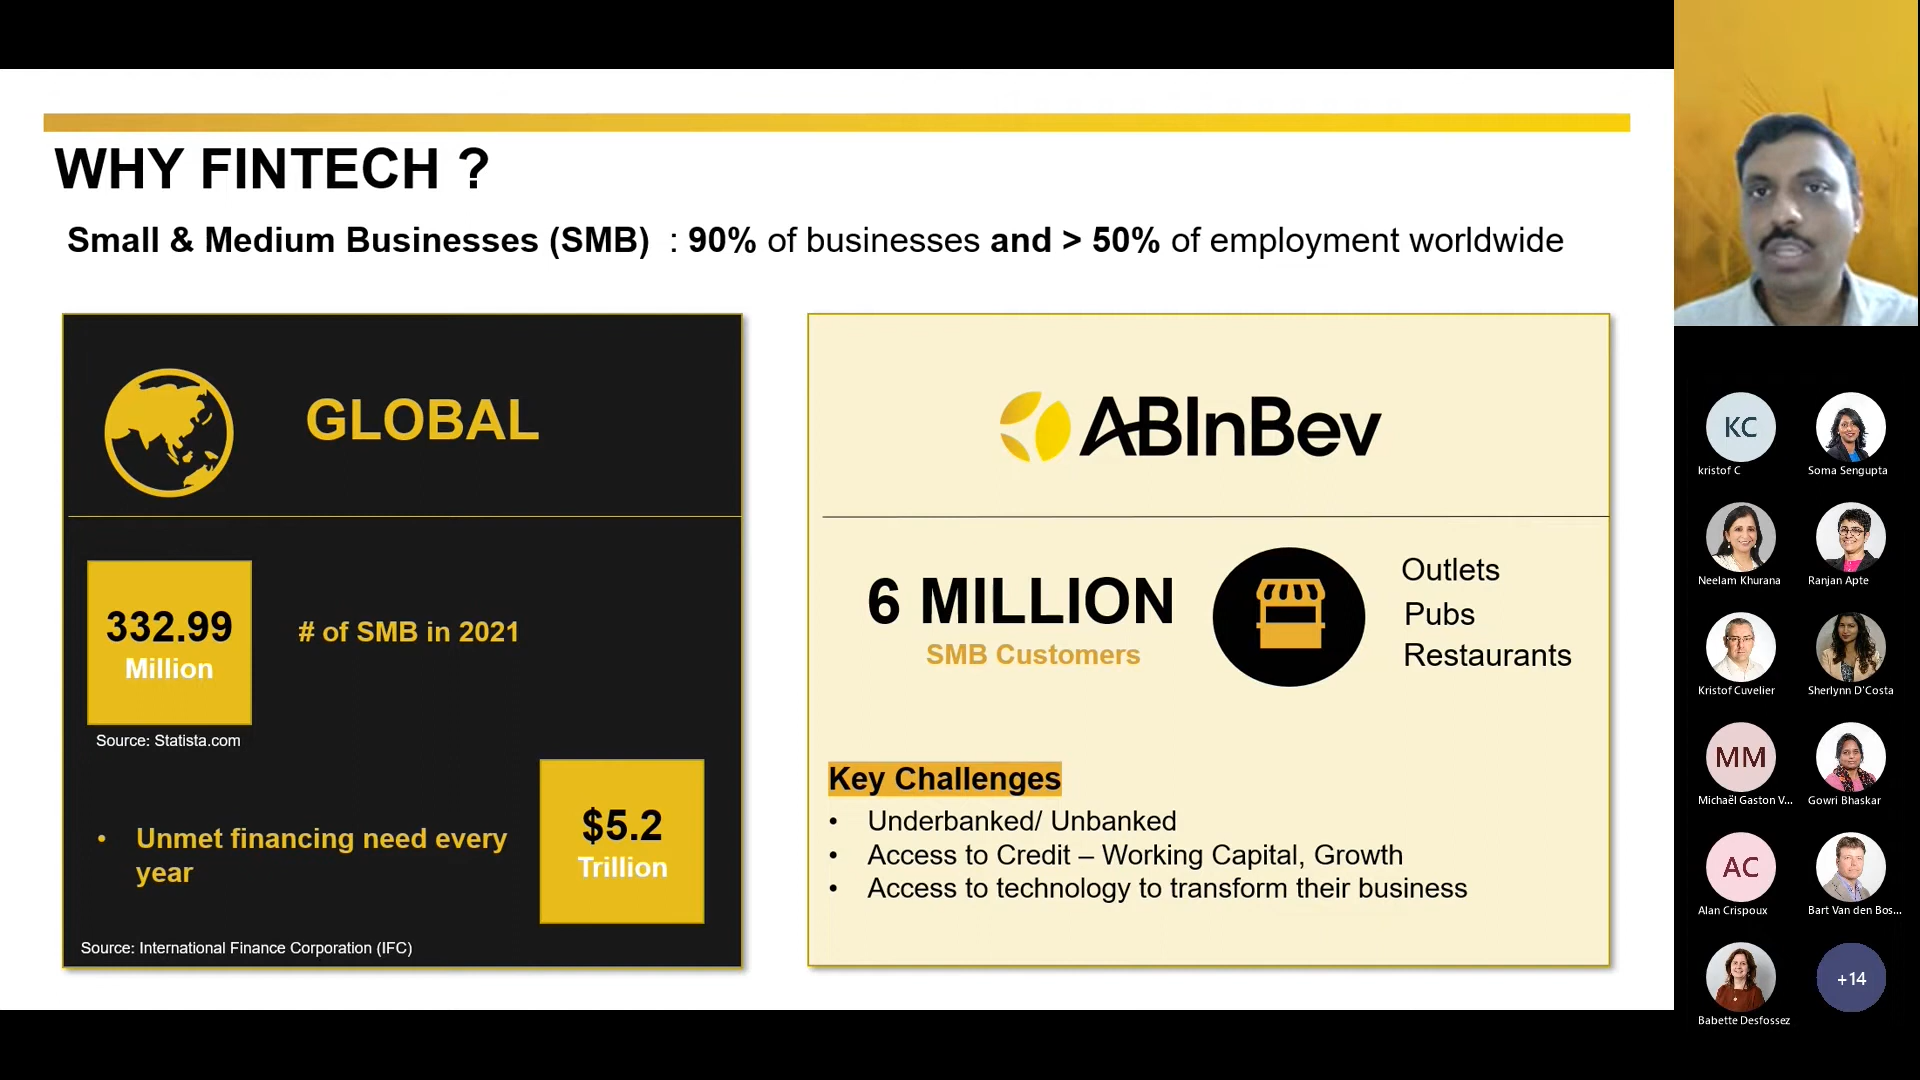 WHY FINTECH ?
Small & Medium Businesses (SMB) : 90% of businesses and > 50% of employment worldwide
GLOBAL
332.99
Million
# of SMB in 2021
Source: Statista.com
• Unmet financing need every
year
$5.2
Trillion
Source: International Finance Corporation (IFC)
ABInBev
6 MILLION
SMB Customers
Outlets
Pubs
Restaurants
Key Challenges
• Underbanked/ Unbanked
• Access to Credit – Working Capital, Growth
• Access to technology to transform their business
KC
kristof C
Soma Sengupta
Neelam Khurana
Ranjan Apte
Kristof Cuvelier
Sherlynn D'Costa
MM
Michaël Gaston V...
Gowri Bhaskar
AC
Alan Crispoux
Bart Van den Bos...
Babette Desfossez
+14